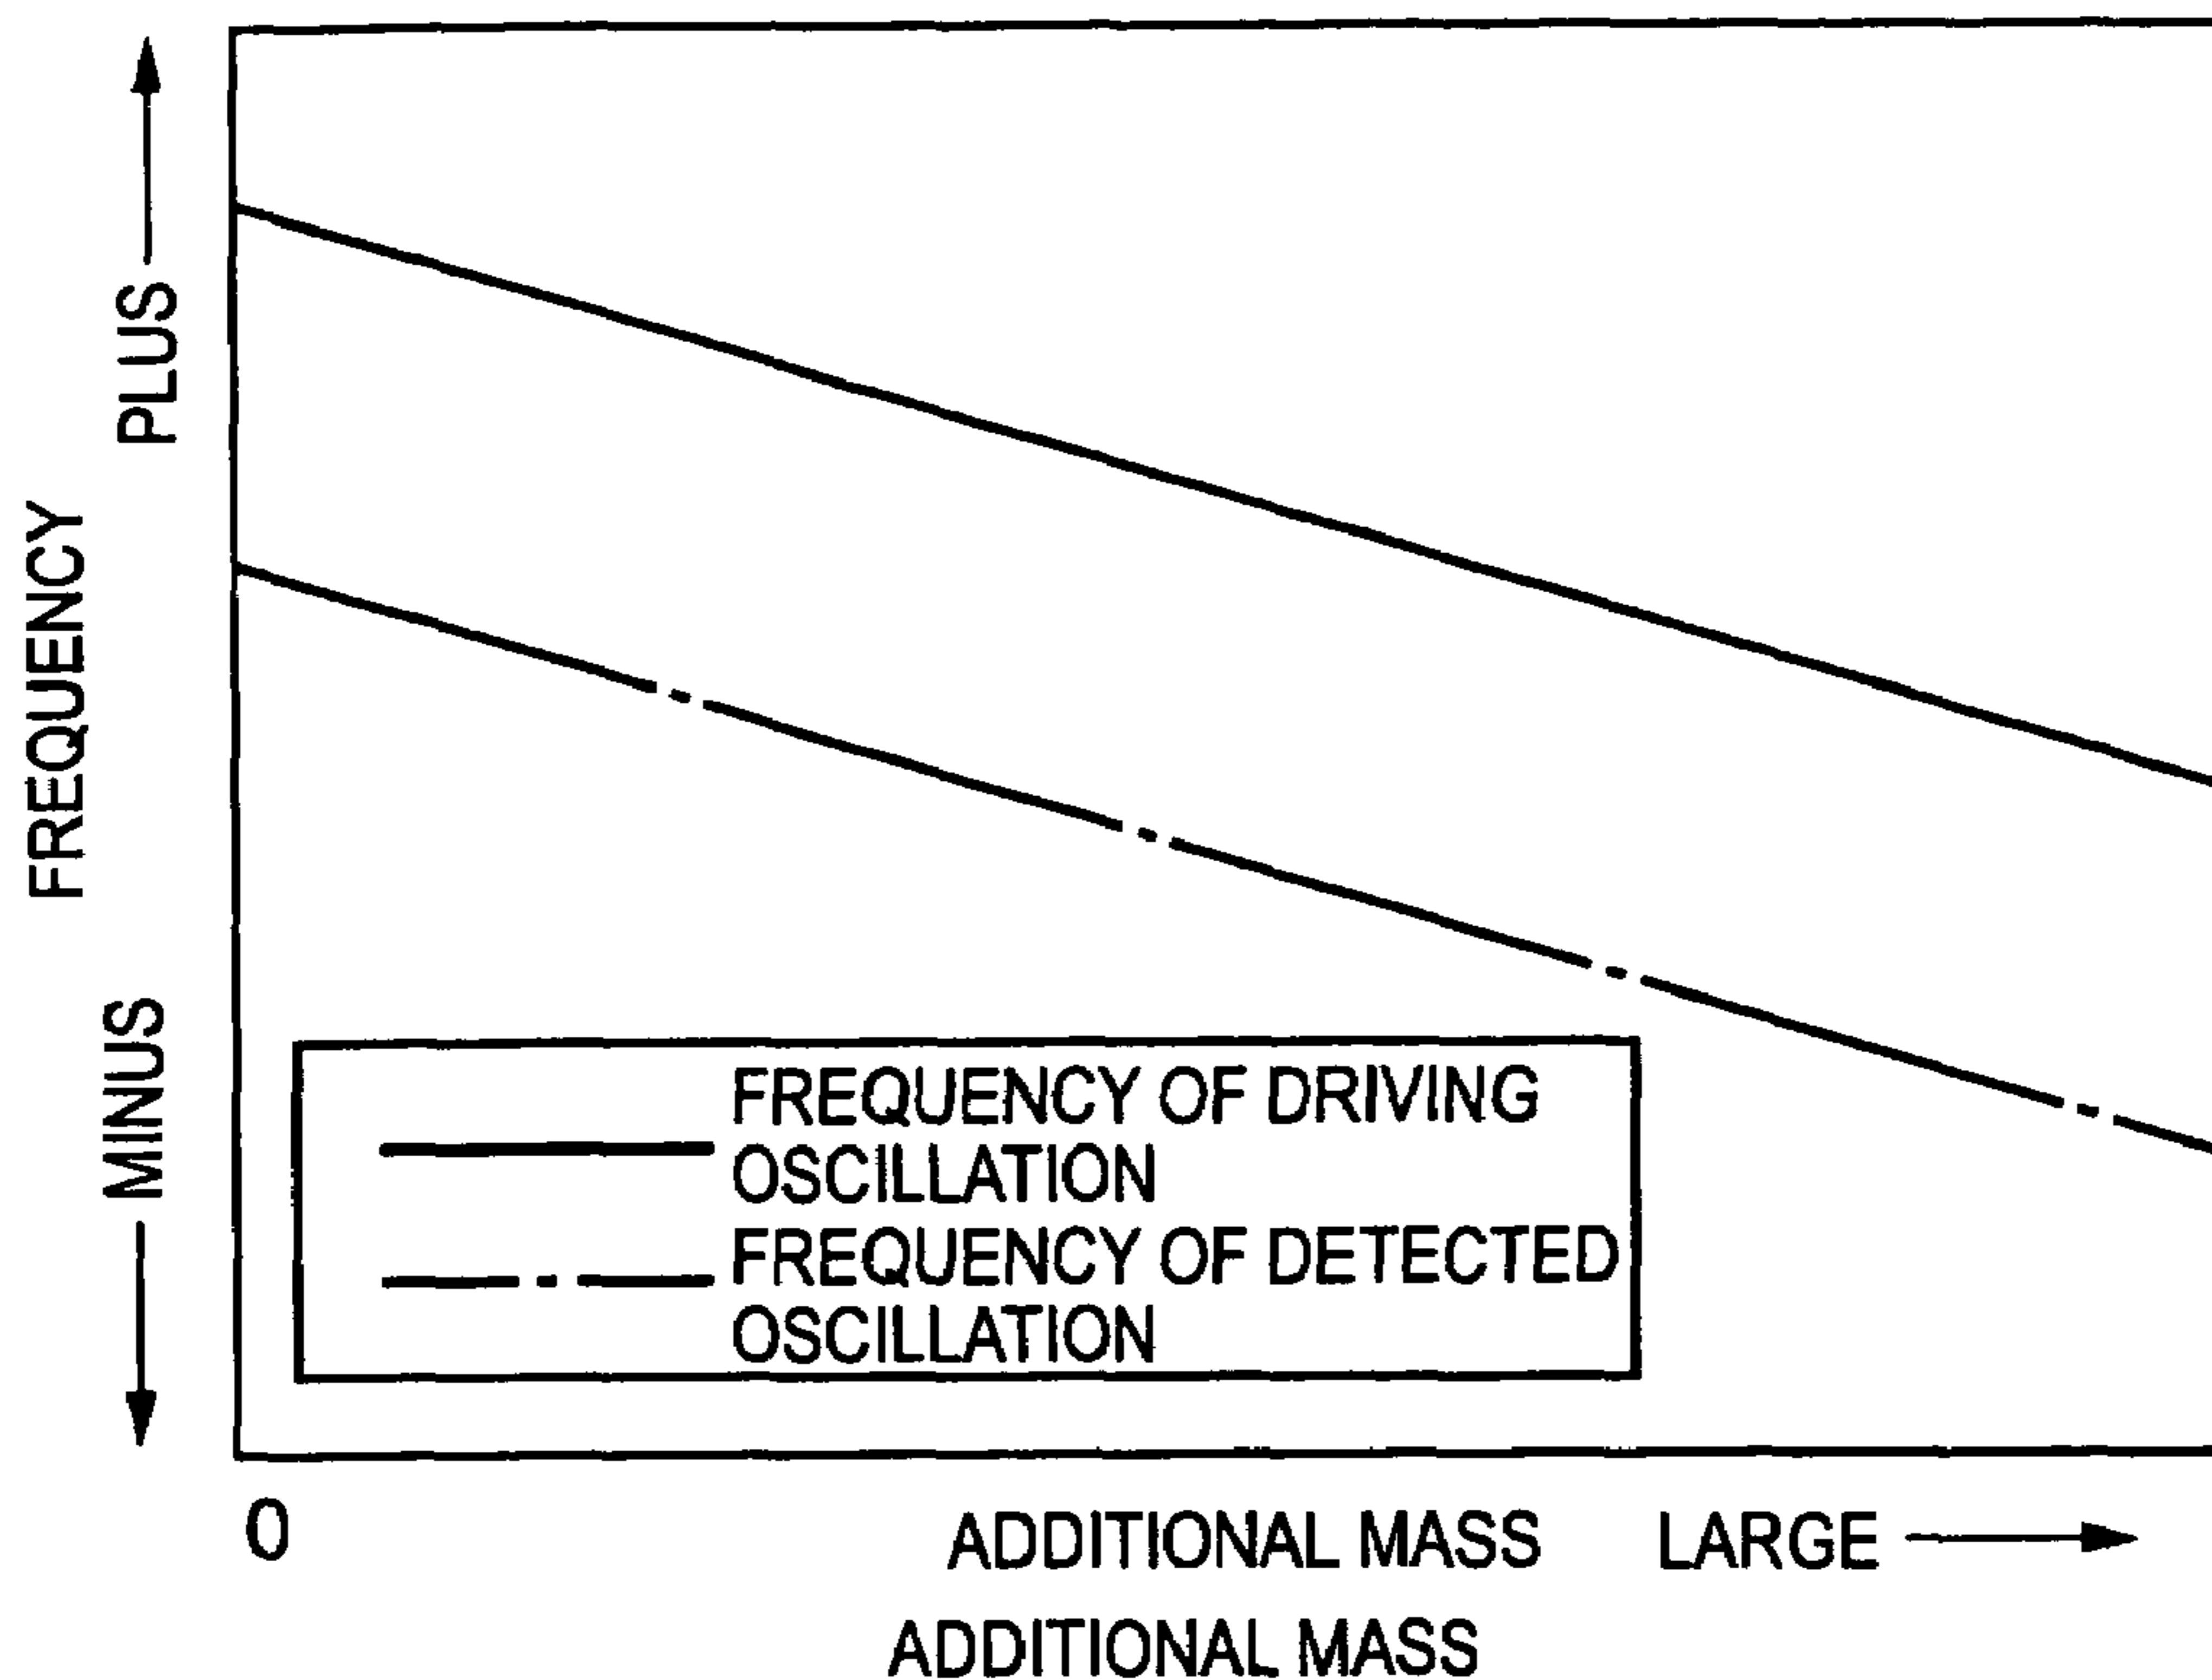 PLUS
FREQUENCY
MINUS
FREQUENCY OF DRIVING
OSCILLATION
FREQUENCY OF DETECTED
OSCILLATION
0
ADDITIONAL MASS LARGE
ADDITIONAL MASS